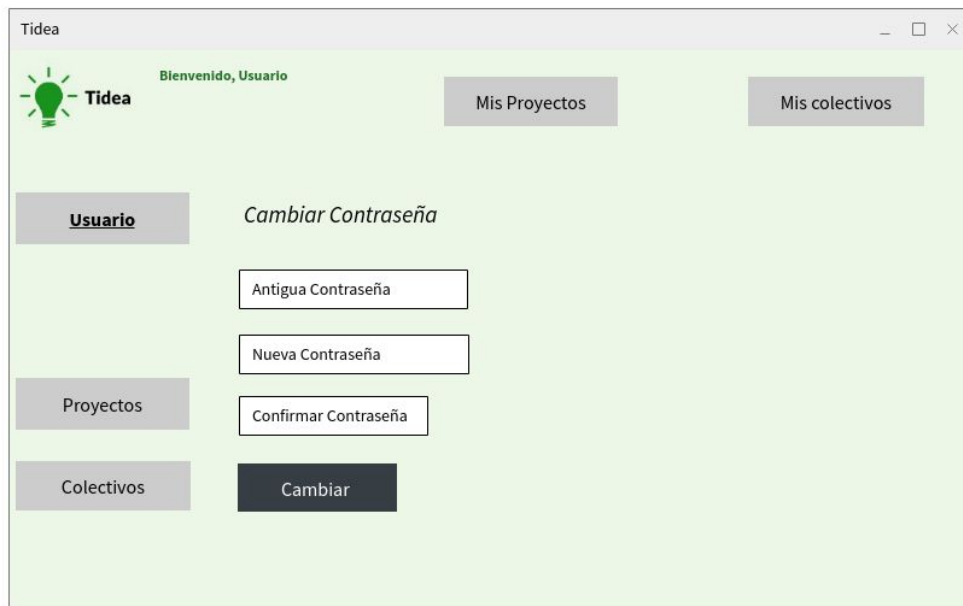 Tidea
Bienvenido, Usuario
Tidea
Mis Proyectos
Mis colectivos
Usuario
Cambiar Contraseña
Antigua Contraseña
Nueva Contraseña
Proyectos
Confirmar Contraseña
Colectivos
Cambiar